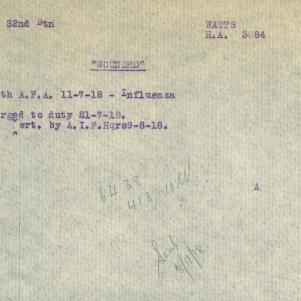 32nd Btn WATTS
H.A. 3884
"WOUNDED"
th A.F.A. 11-7-18 - Influenza
rged to duty 21-7-18.
"ert. by A.I.F.Hqrs9-8-18.
A